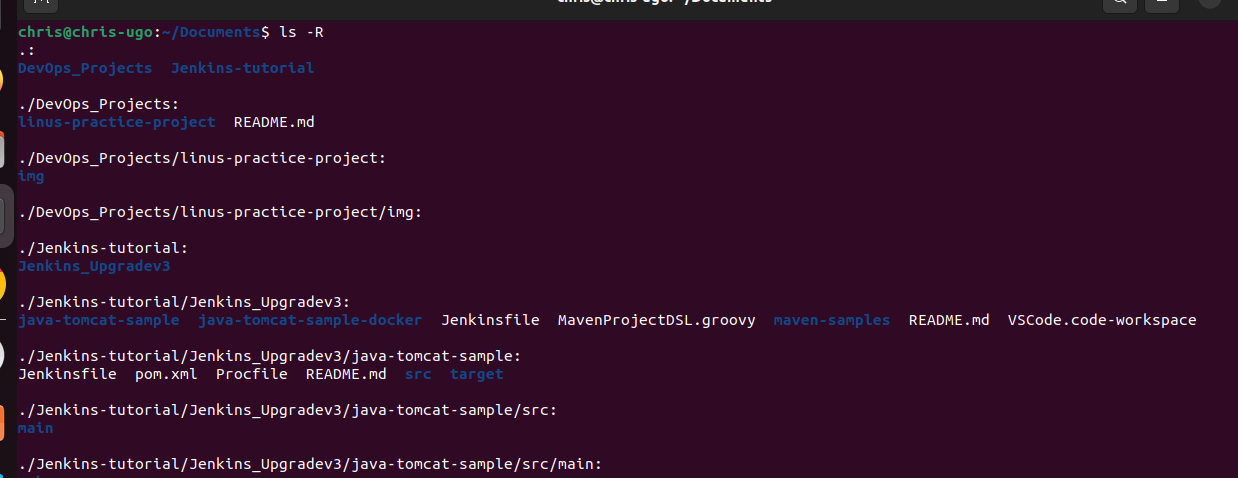 chris@chris-ugo: ~/Documents
chris@chris-ugo:~/Documents$ ls -R
.:
DevOps_Projects  Jenkins-tutorial
./DevOps_Projects:
linus-practice-project  README.md
./DevOps_Projects/linus-practice-project:
img
./DevOps_Projects/linus-practice-project/img:
./Jenkins-tutorial:
Jenkins_Upgradev3
./Jenkins-tutorial/Jenkins_Upgradev3:
java-tomcat-sample  java-tomcat-sample-docker  Jenkinsfile  MavenProjectDSL.groovy  maven-samples  README.md  VSCode.code-workspace
./Jenkins-tutorial/Jenkins_Upgradev3/java-tomcat-sample:
Jenkinsfile  pom.xml  Procfile  README.md  src  target
./Jenkins-tutorial/Jenkins_Upgradev3/java-tomcat-sample/src:
main
./Jenkins-tutorial/Jenkins_Upgradev3/java-tomcat-sample/src/main: